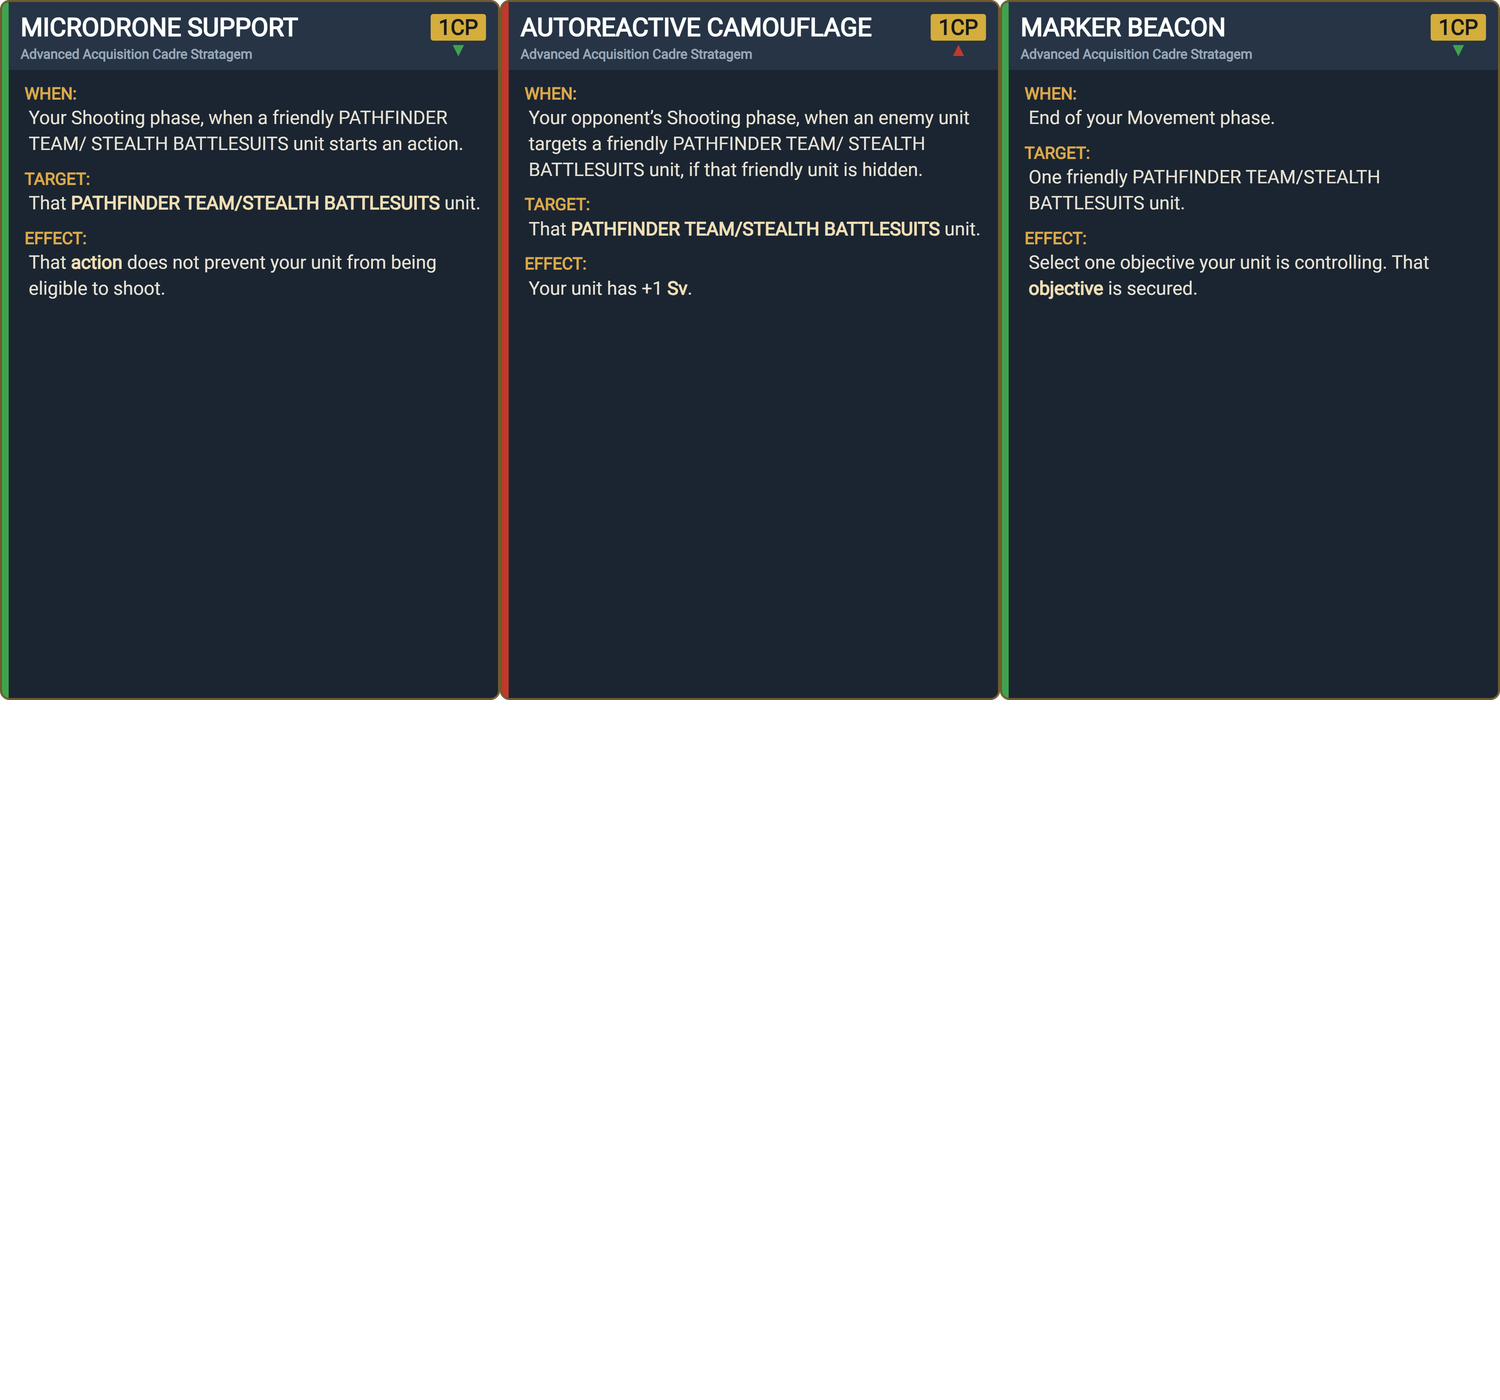 MICRODRONE SUPPORT
1CP
Advanced Acquisition Cadre Stratagem
WHEN:
Your Shooting phase, when a friendly PATHFINDER
TEAM/ STEALTH BATTLESUITS unit starts an action.
TARGET:
That PATHFINDER TEAM/STEALTH BATTLESUITS unit.
EFFECT:
That action does not prevent your unit from being
eligible to shoot.
AUTOREACTIVE CAMOUFLAGE
1CP
Advanced Acquisition Cadre Stratagem
WHEN:
Your opponent’s Shooting phase, when an enemy unit
targets a friendly PATHFINDER TEAM/ STEALTH
BATTLESUITS unit, if that friendly unit is hidden.
TARGET:
That PATHFINDER TEAM/STEALTH BATTLESUITS unit.
EFFECT:
Your unit has +1 Sv.
MARKER BEACON
1CP
Advanced Acquisition Cadre Stratagem
WHEN:
End of your Movement phase.
TARGET:
One friendly PATHFINDER TEAM/STEALTH
BATTLESUITS unit.
EFFECT:
Select one objective your unit is controlling. That
objective is secured.